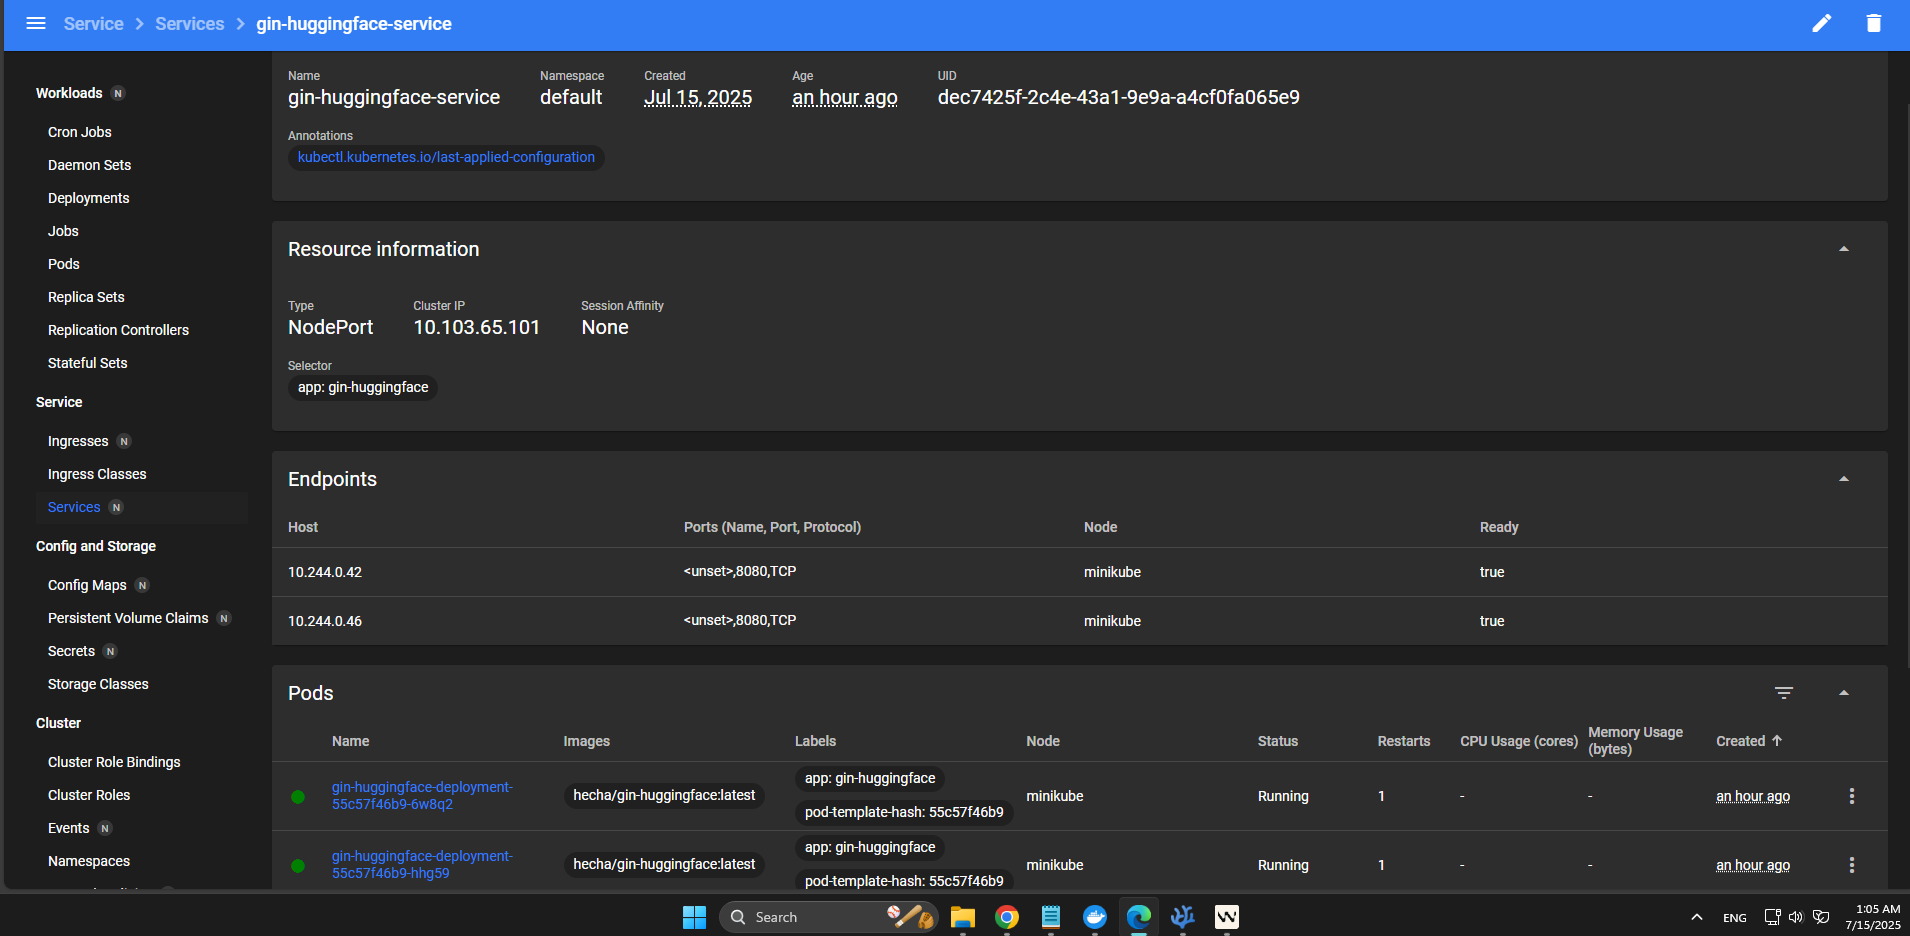 Service > Services > gin-huggingface-service
Name Namespace Created Age UID
gin-huggingface-service default Jul 15, 2025 an hour ago dec7425f-2c4e-43a1-9e9a-a4cf0fa065e9
Annotations
kubectl.kubernetes.io/last-applied-configuration
Workloads N
Cron Jobs
Daemon Sets
Deployments
Jobs
Pods
Replica Sets
Replication Controllers
Stateful Sets
Service
Ingresses N
Ingress Classes
Services N
Config and Storage
Config Maps N
Persistent Volume Claims N
Secrets N
Storage Classes
Cluster
Cluster Role Bindings
Cluster Roles
Events N
Namespaces
Resource information
Type Cluster IP Session Affinity
NodePort 10.103.65.101 None
Selector
app: gin-huggingface
Endpoints
Host Ports (Name, Port, Protocol) Node Ready
10.244.0.42 <unset>,8080,TCP minikube true
10.244.0.46 <unset>,8080,TCP minikube true
Pods
Name Images Labels Node Status Restarts CPU Usage (cores) Memory Usage (bytes) Created
gin-huggingface-deployment-55c57f46b9-6w8q2 hecha/gin-huggingface:latest app: gin-huggingface pod-template-hash: 55c57f46b9 minikube Running 1 - - an hour ago
gin-huggingface-deployment-55c57f46b9-hhg59 hecha/gin-huggingface:latest app: gin-huggingface pod-template-hash: 55c57f46b9 minikube Running 1 - - an hour ago
Search
ENG
1:05 AM
7/15/2025